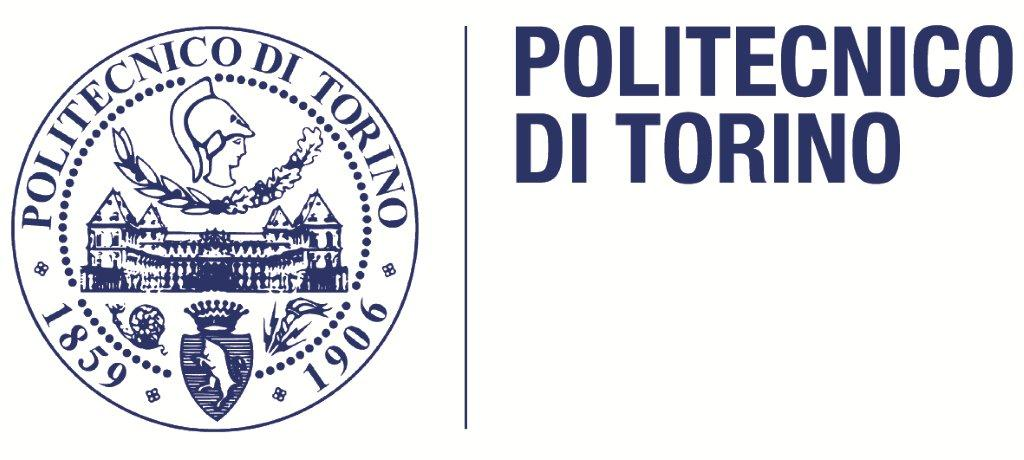 POLITECNICO DI TORINO
1859 1906
POLITECNICO
DI TORINO